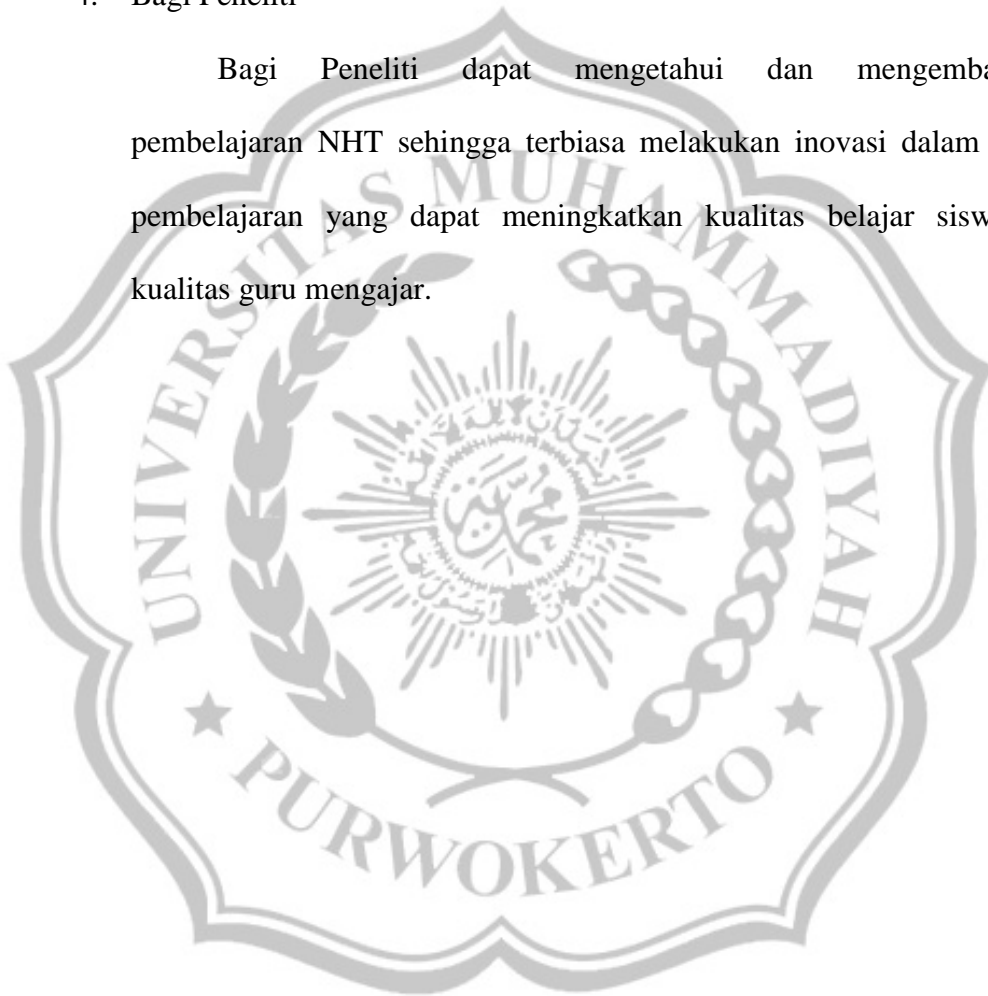 4. Bagi Peneliti
Bagi Peneliti dapat mengetahui dan
pembelajaran NHT sehingga terbiasa melakukan inovasi dalam
pembelajaran yang dapat meningkatkan kualitas belajar
kualitas guru mengajar.
UNIVERSITAS MUHAMMADIYAH
PURWOKERTO